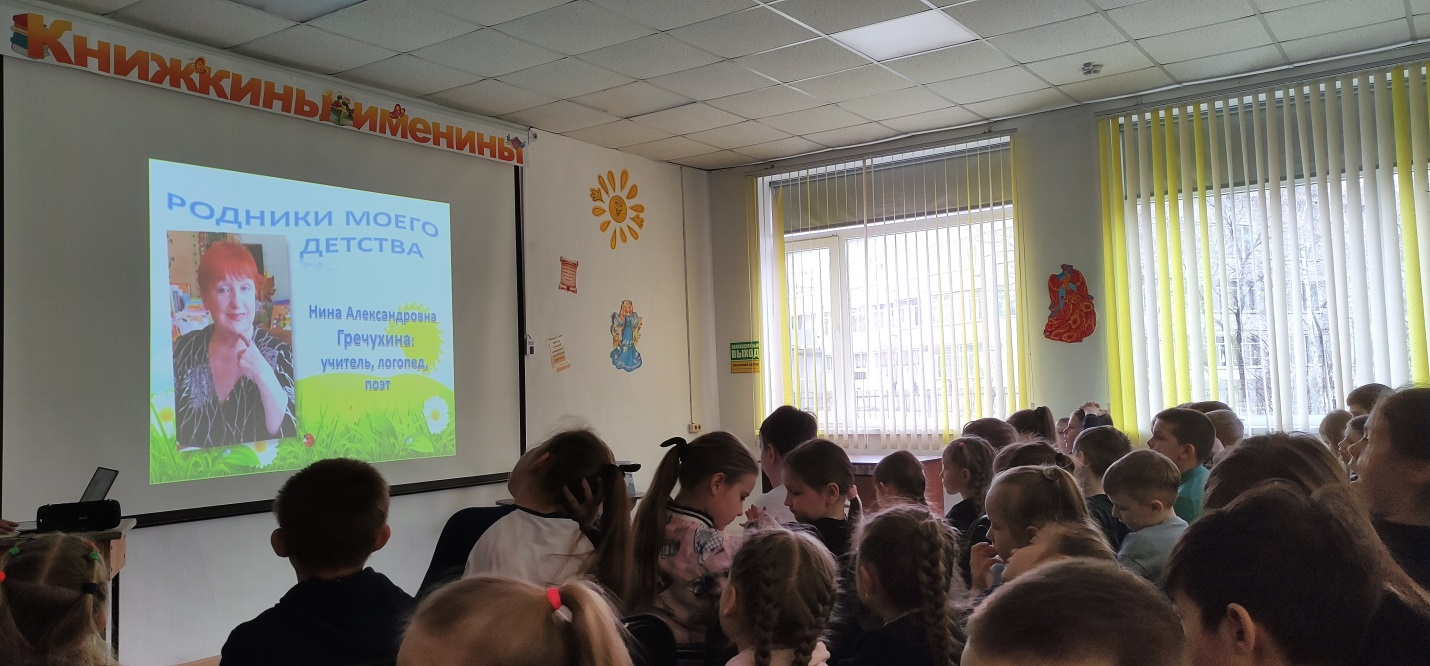 Книжкины именины
РОДНИКИ МОЕГО
ДЕТСТВА
Нина Александровна
Гречухина:
учитель, логопед,
поэт
ВЫХОД